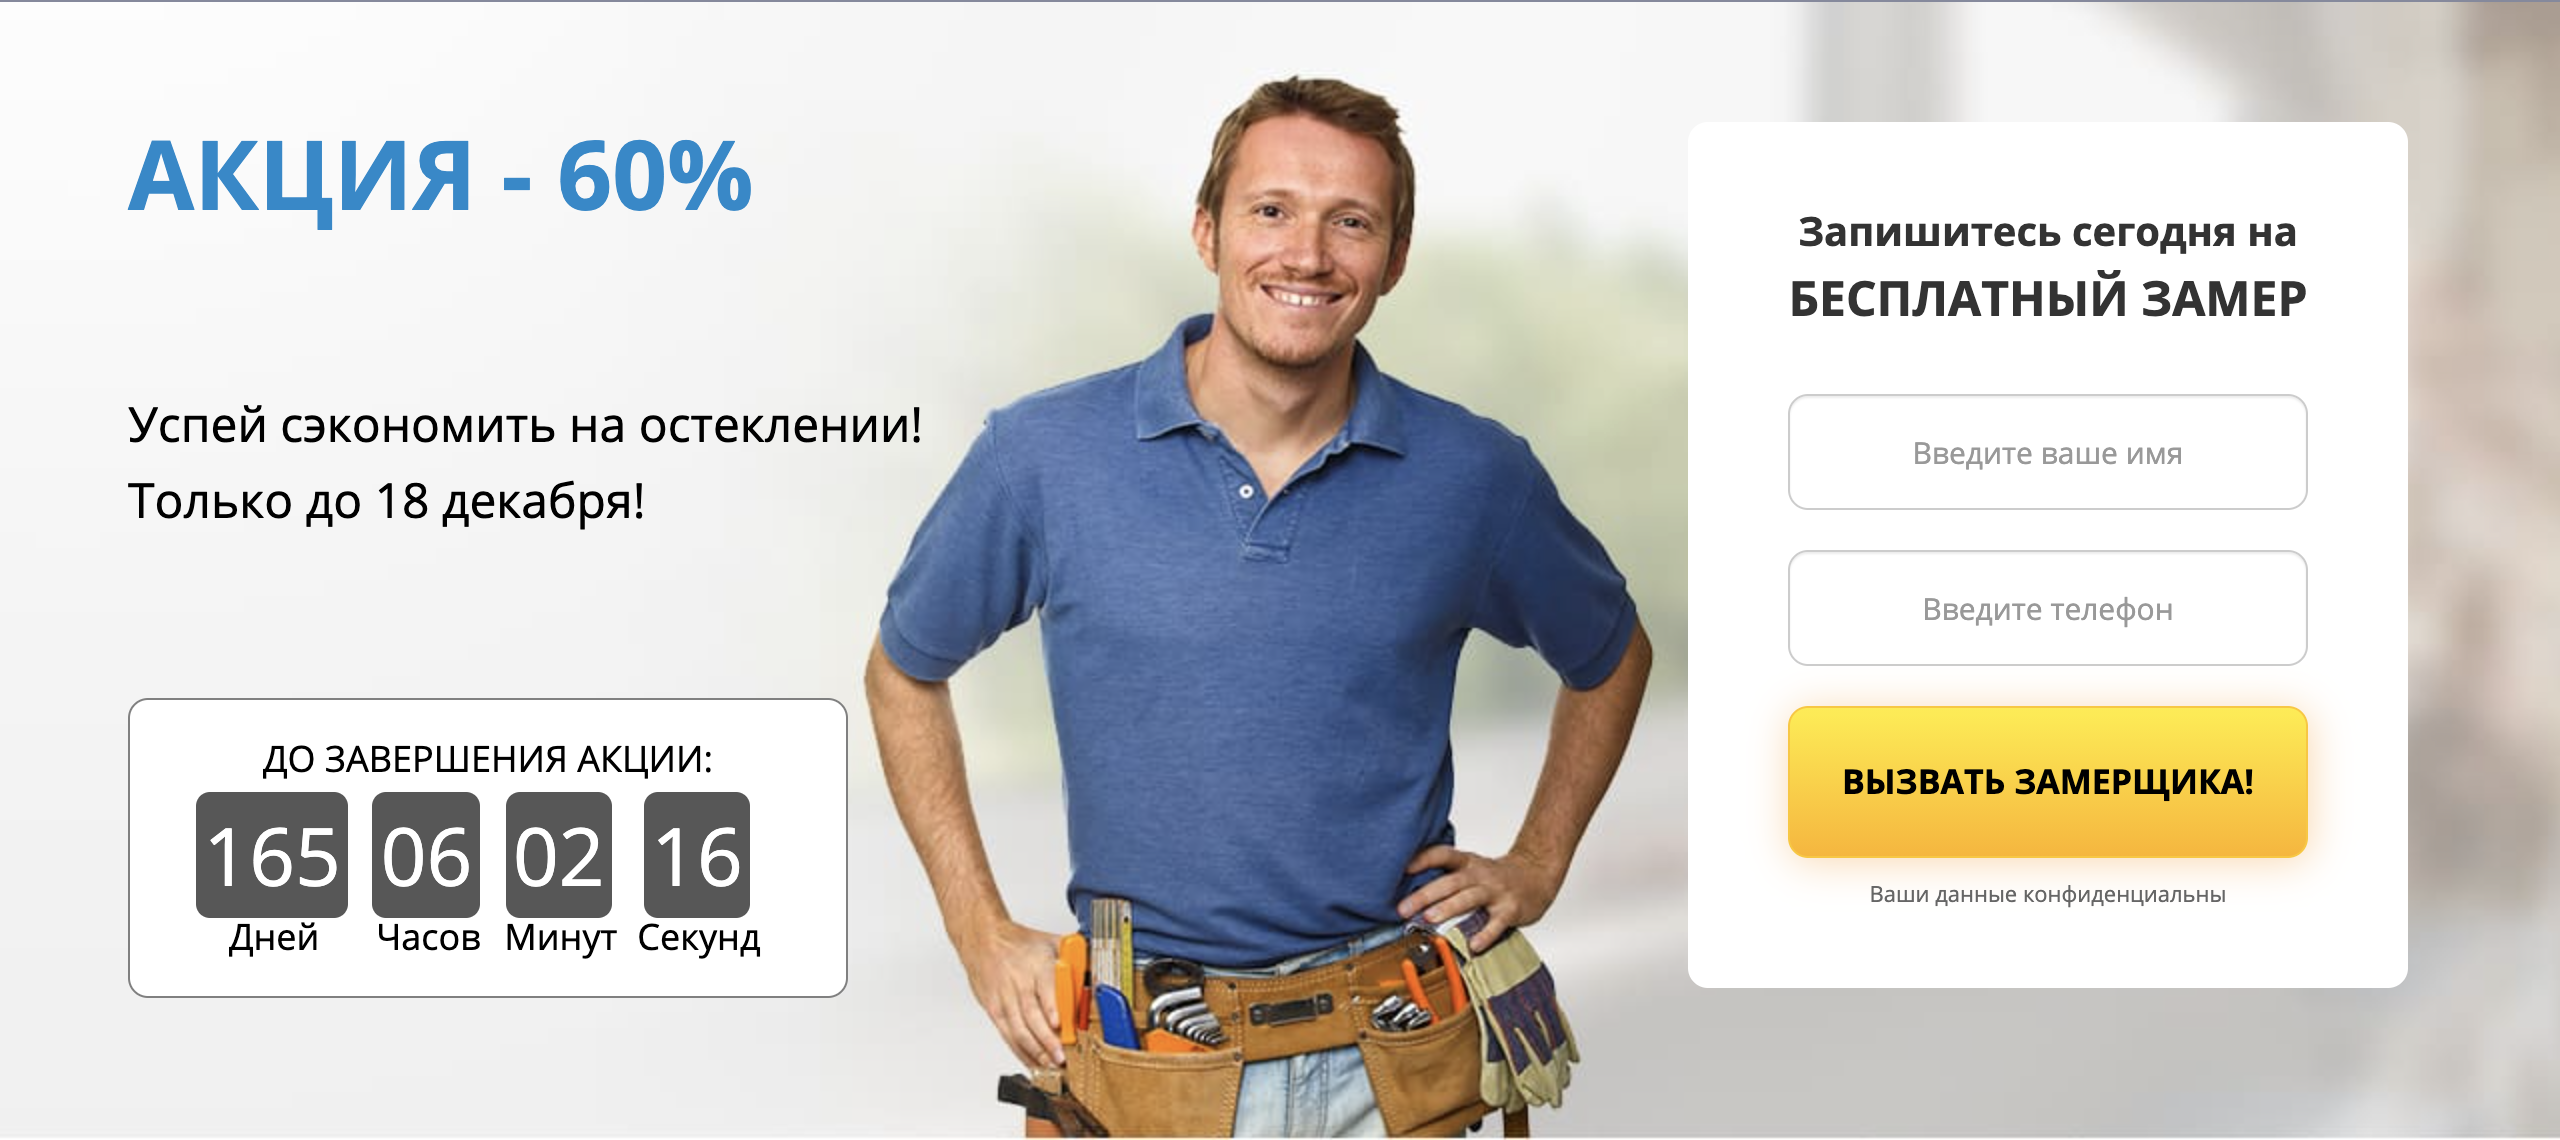 АКЦИЯ - 60%
Успей сэкономить на остеклении!
Только до 18 декабря!
ДО ЗАВЕРШЕНИЯ АКЦИИ:
165 06 02 16
Дней Часов Минут Секунд
Запишитесь сегодня на
БЕСПЛАТНЫЙ ЗАМЕР
Введите ваше имя
Введите телефон
ВЫЗВАТЬ ЗАМЕРЩИКА!
Ваши данные конфиденциальны